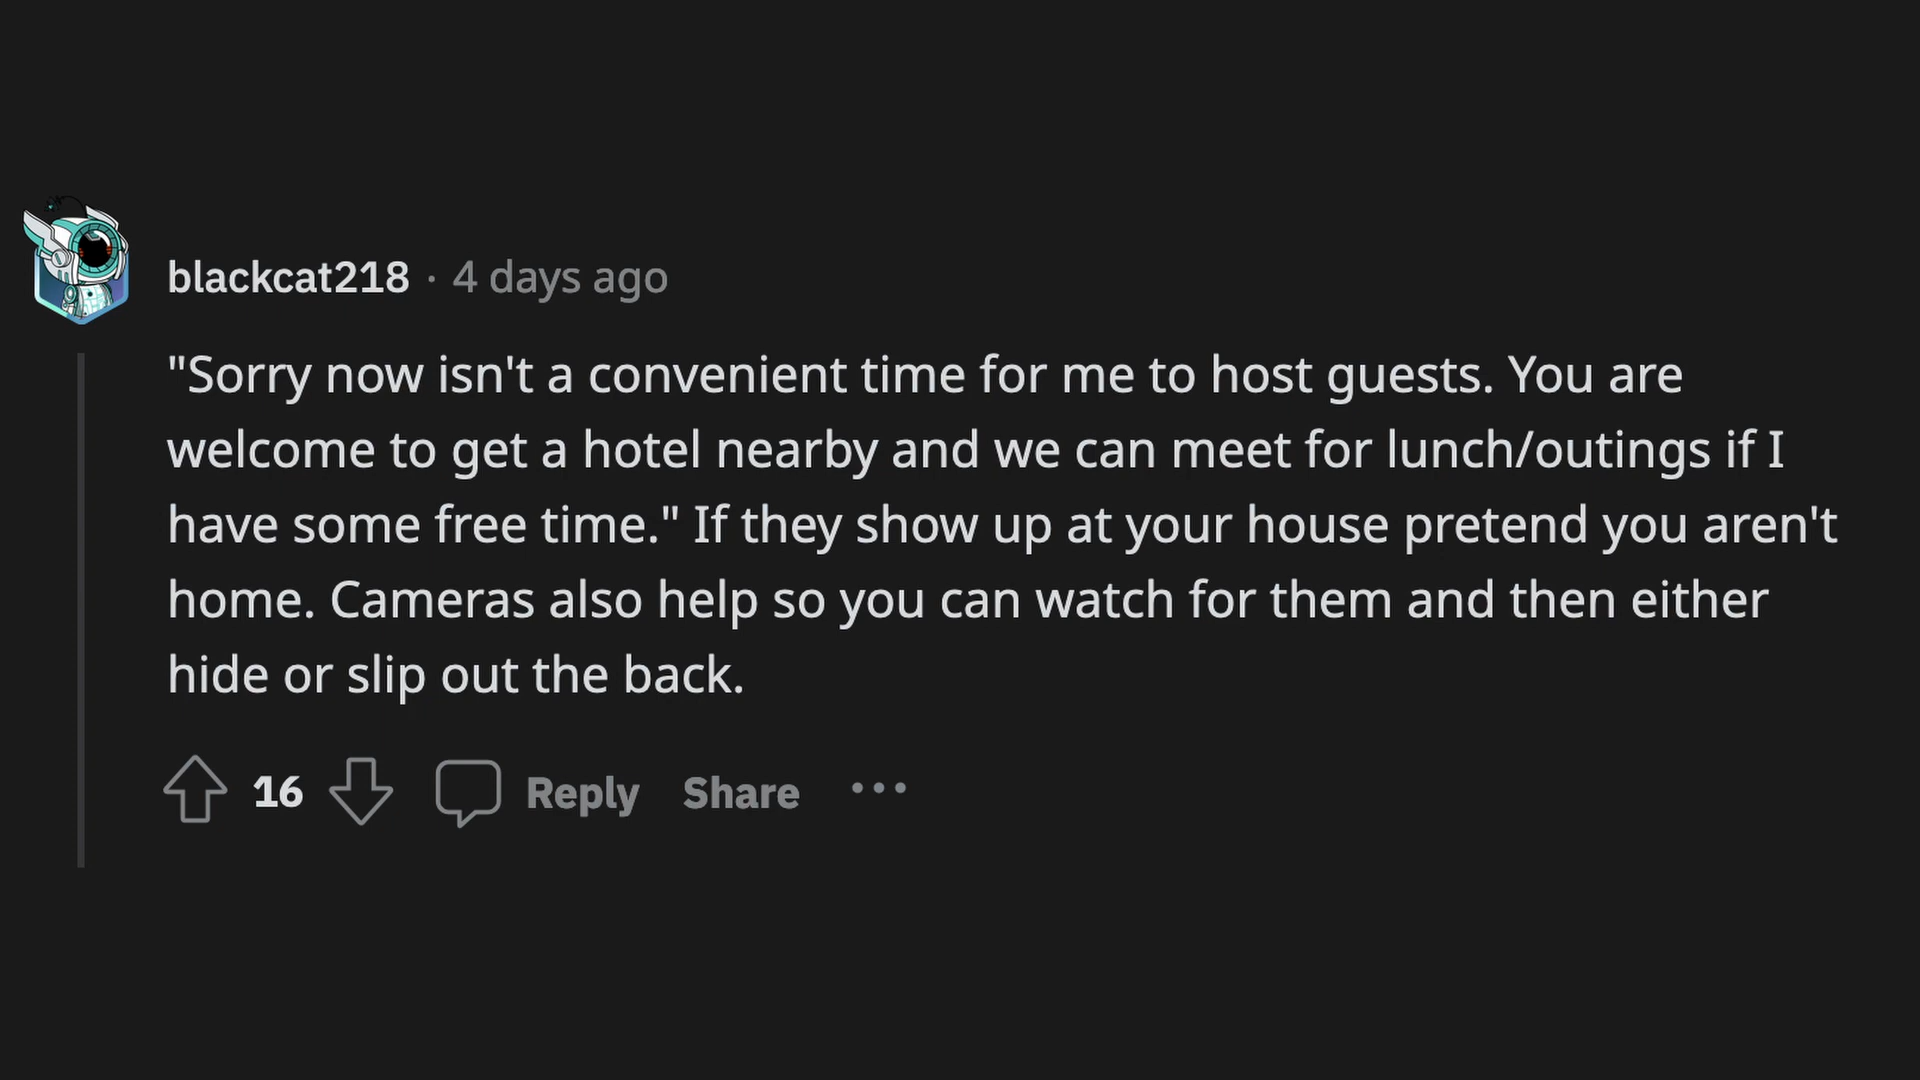 blackcat218 · 4 days ago
"Sorry now isn't a convenient time for me to host guests. You are
welcome to get a hotel nearby and we can meet for lunch/outings if I
have some free time." If they show up at your house pretend you aren't
home. Cameras also help so you can watch for them and then either
hide or slip out the back.
16 Reply Share ···